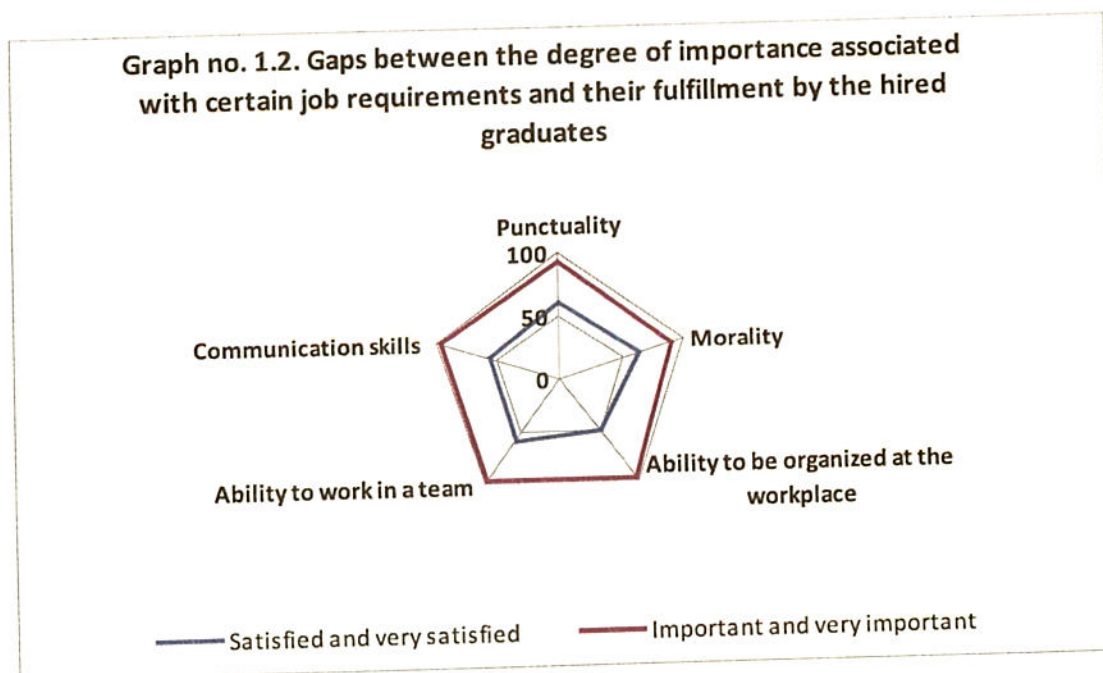 Graph no. 1.2. Gaps between the degree of importance associated
with certain job requirements and their fulfillment by the hired
graduates
Punctuality
100
50
0
Communication skills
Morality
Ability to work in a team
Ability to be organized at the
workplace
Satisfied and very satisfied
Important and very important